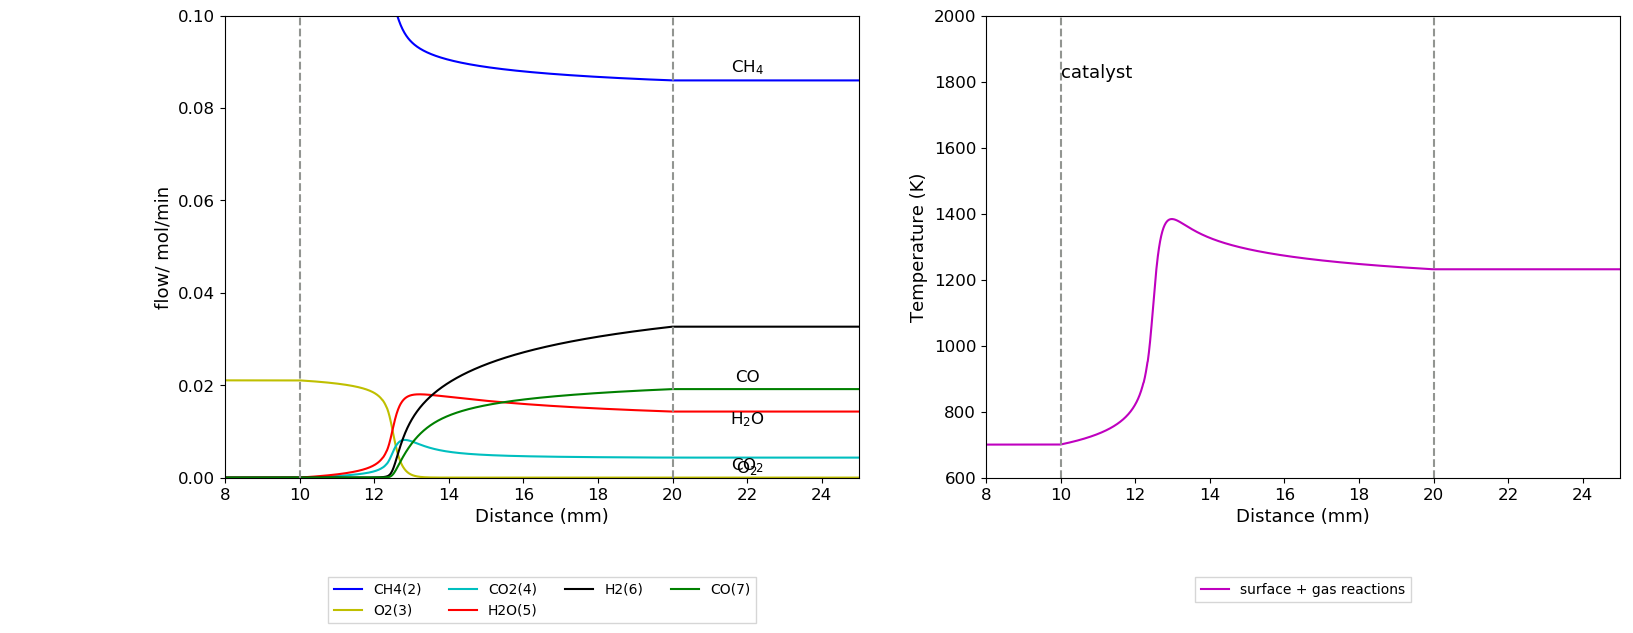 0.10
0.08
0.06
0.04
0.02
0.00
flow/ mol/min
8 10 12 14 16 18 20 22 24
Distance (mm)
CH₄
CO
H₂O
CO₂
O₂
CH4(2) CO2(4) H2(6) CO(7)
O2(3) H2O(5)
2000
1800
1600
1400
1200
1000
800
600
Temperature (K)
catalyst
8 10 12 14 16 18 20 22 24
Distance (mm)
surface + gas reactions